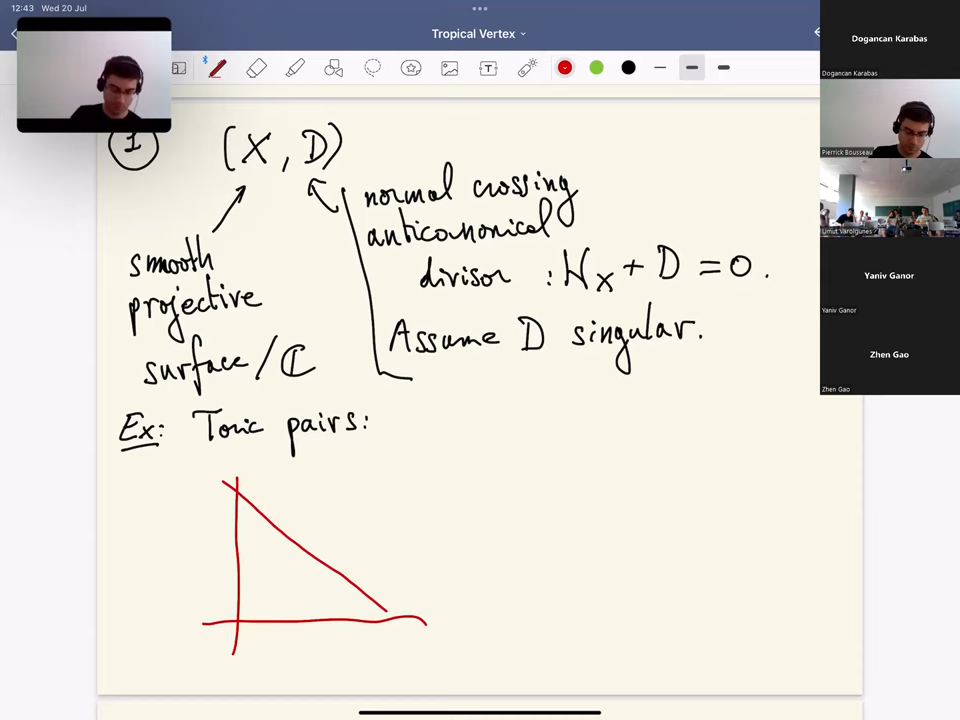 12:43 Wed 20 Jul
Tropical Vertex
Dogancan Karabas
Dogancan Karabas
Pierrick Bousseau
Umut Varolgunes
Yaniv Ganor
Yaniv Ganor
Zhen Gao
Zhen Gao
① (X, D)
smooth
projective
surface/ℂ
normal crossing
anticanonical
divisor : K_X + D = 0.
Assume D singular.
Ex: Toric pairs: